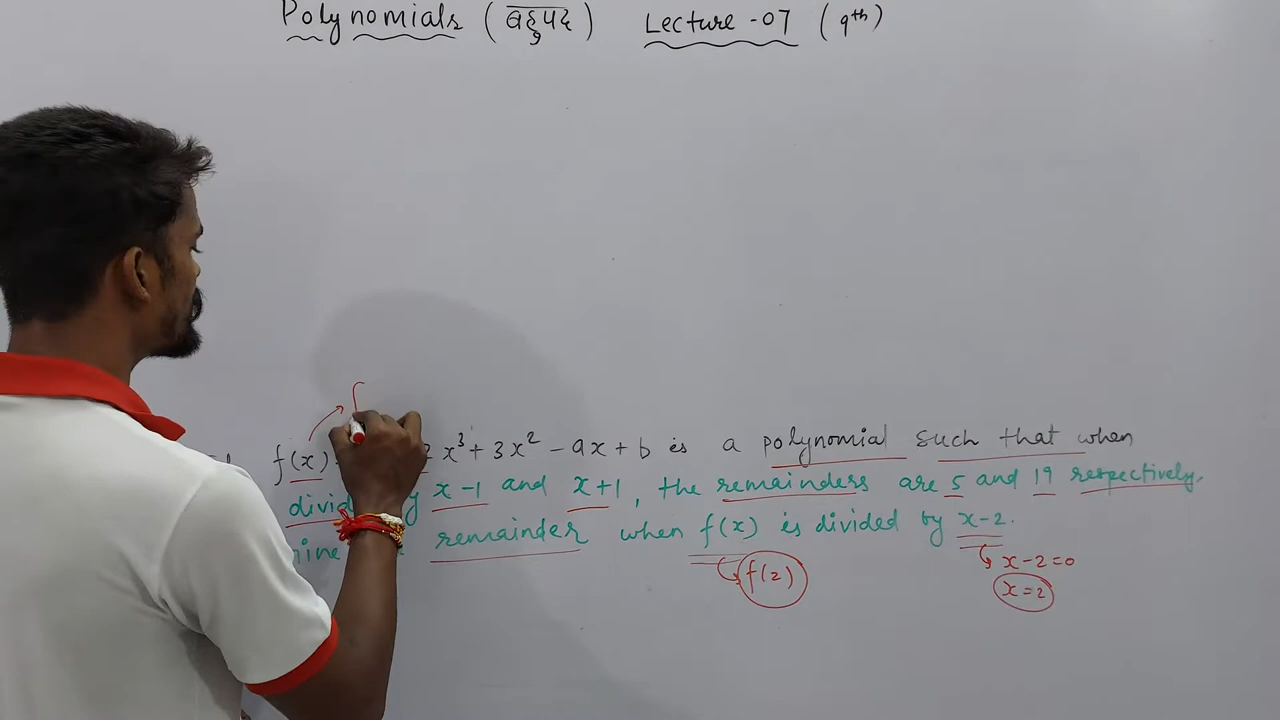 Polynomials (बहुपद) Lecture -07 (9th)
f(x) 2x³ + 3x² - ax + b is a polynomial such that when
divid x-1 and x+1, the remainders are 5 and 19 respectively.
remainder when f(x) is divided by x-2.
x-2=0
f(2)
x=2